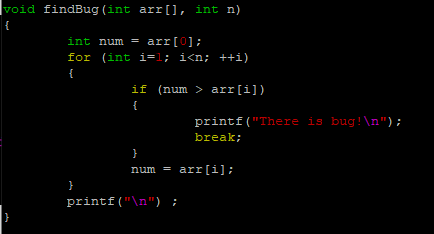 void findBug(int arr[], int n)
{
        int num = arr[0];
        for (int i=1; i<n; ++i)
        {
                if (num > arr[i])
                {
                        printf("There is bug!\n");
                        break;
                }
                num = arr[i];
        }
        printf("\n") ;
}